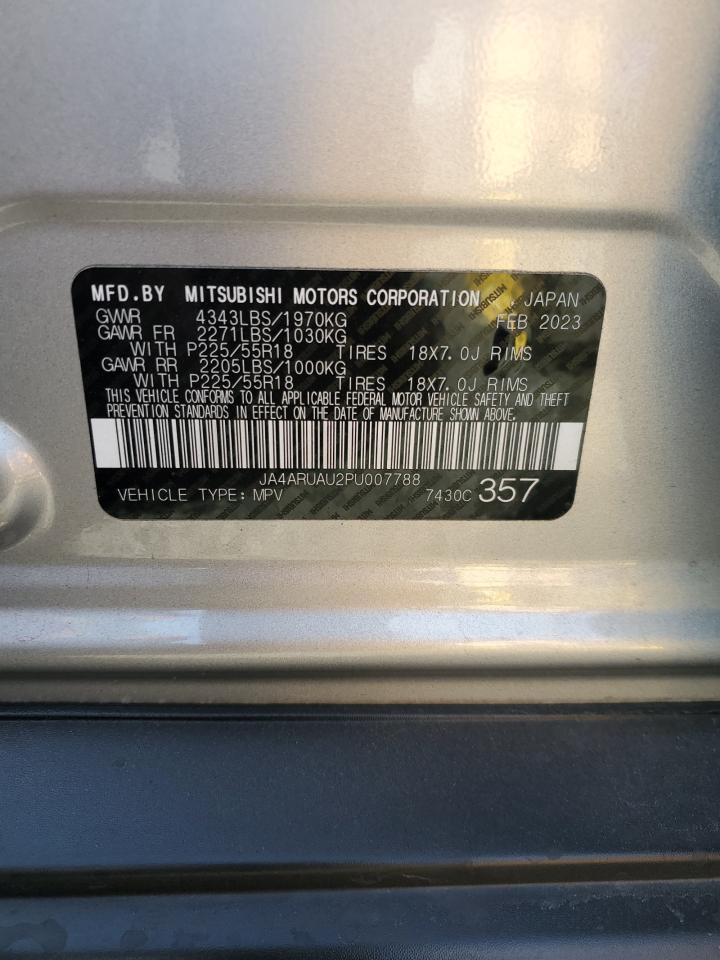 MFD.BY MITSUBISHI MOTORS CORPORATION JAPAN
GVWR 4343LBS/1970KG FEB 2023
GAWR FR 2271LBS/1030KG
WITH P225/55R18 TIRES 18X7.0J RIMS
GAWR RR 2205LBS/1000KG
WITH P225/55R18 TIRES 18X7.0J RIMS
THIS VEHICLE CONFORMS TO ALL APPLICABLE FEDERAL MOTOR VEHICLE SAFETY AND THEFT
PREVENTION STANDARDS IN EFFECT ON THE DATE OF MANUFACTURE SHOWN ABOVE.
JA4ARUAU2PU007788
VEHICLE TYPE: MPV 7430C 357